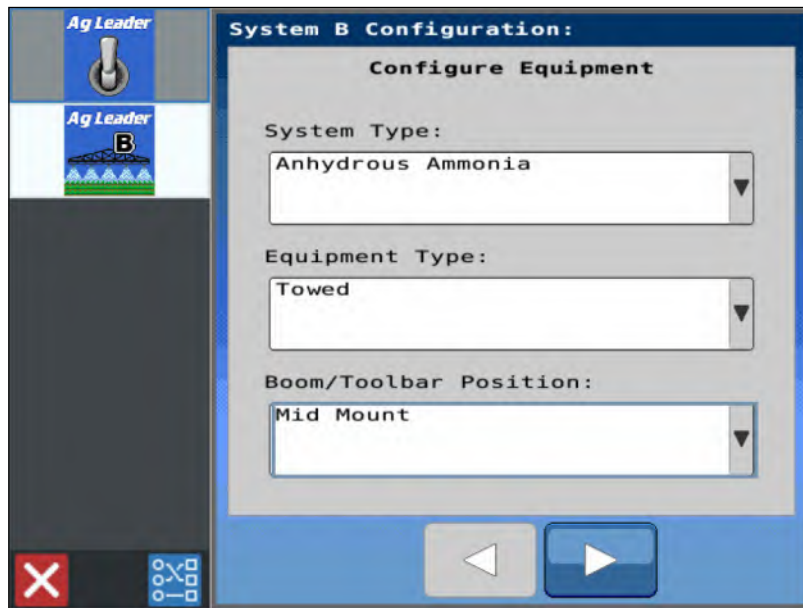 Ag Leader
Ag Leader
B
System B Configuration:
Configure Equipment
System Type:
Anhydrous Ammonia
Equipment Type:
Towed
Boom/Toolbar Position:
Mid Mount